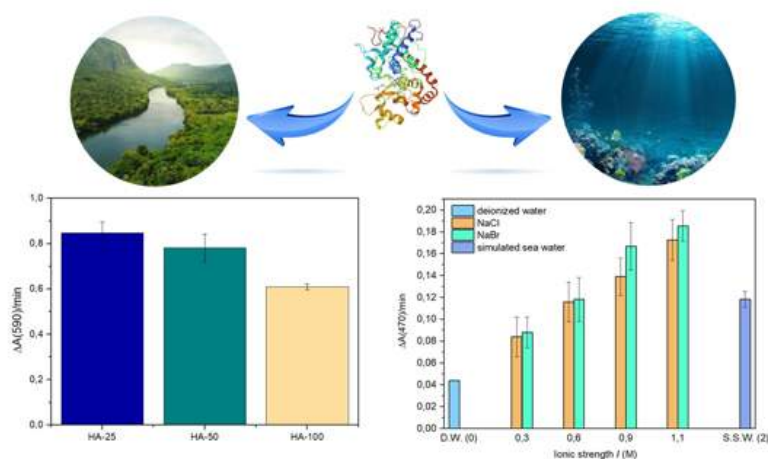 1,0
0,8
0,6
0,4
0,2
0,0
ΔA(590)/min
HA-25 HA-50 HA-100
0,20
0,18
0,16
0,14
0,12
0,10
0,08
0,06
0,04
0,02
0,00
ΔA(470)/min
deionized water
NaCl
NaBr
simulated sea water
D.W. (0) 0,3 0,6 0,9 1,1 S.S.W. (2)
Ionic strength I (M)